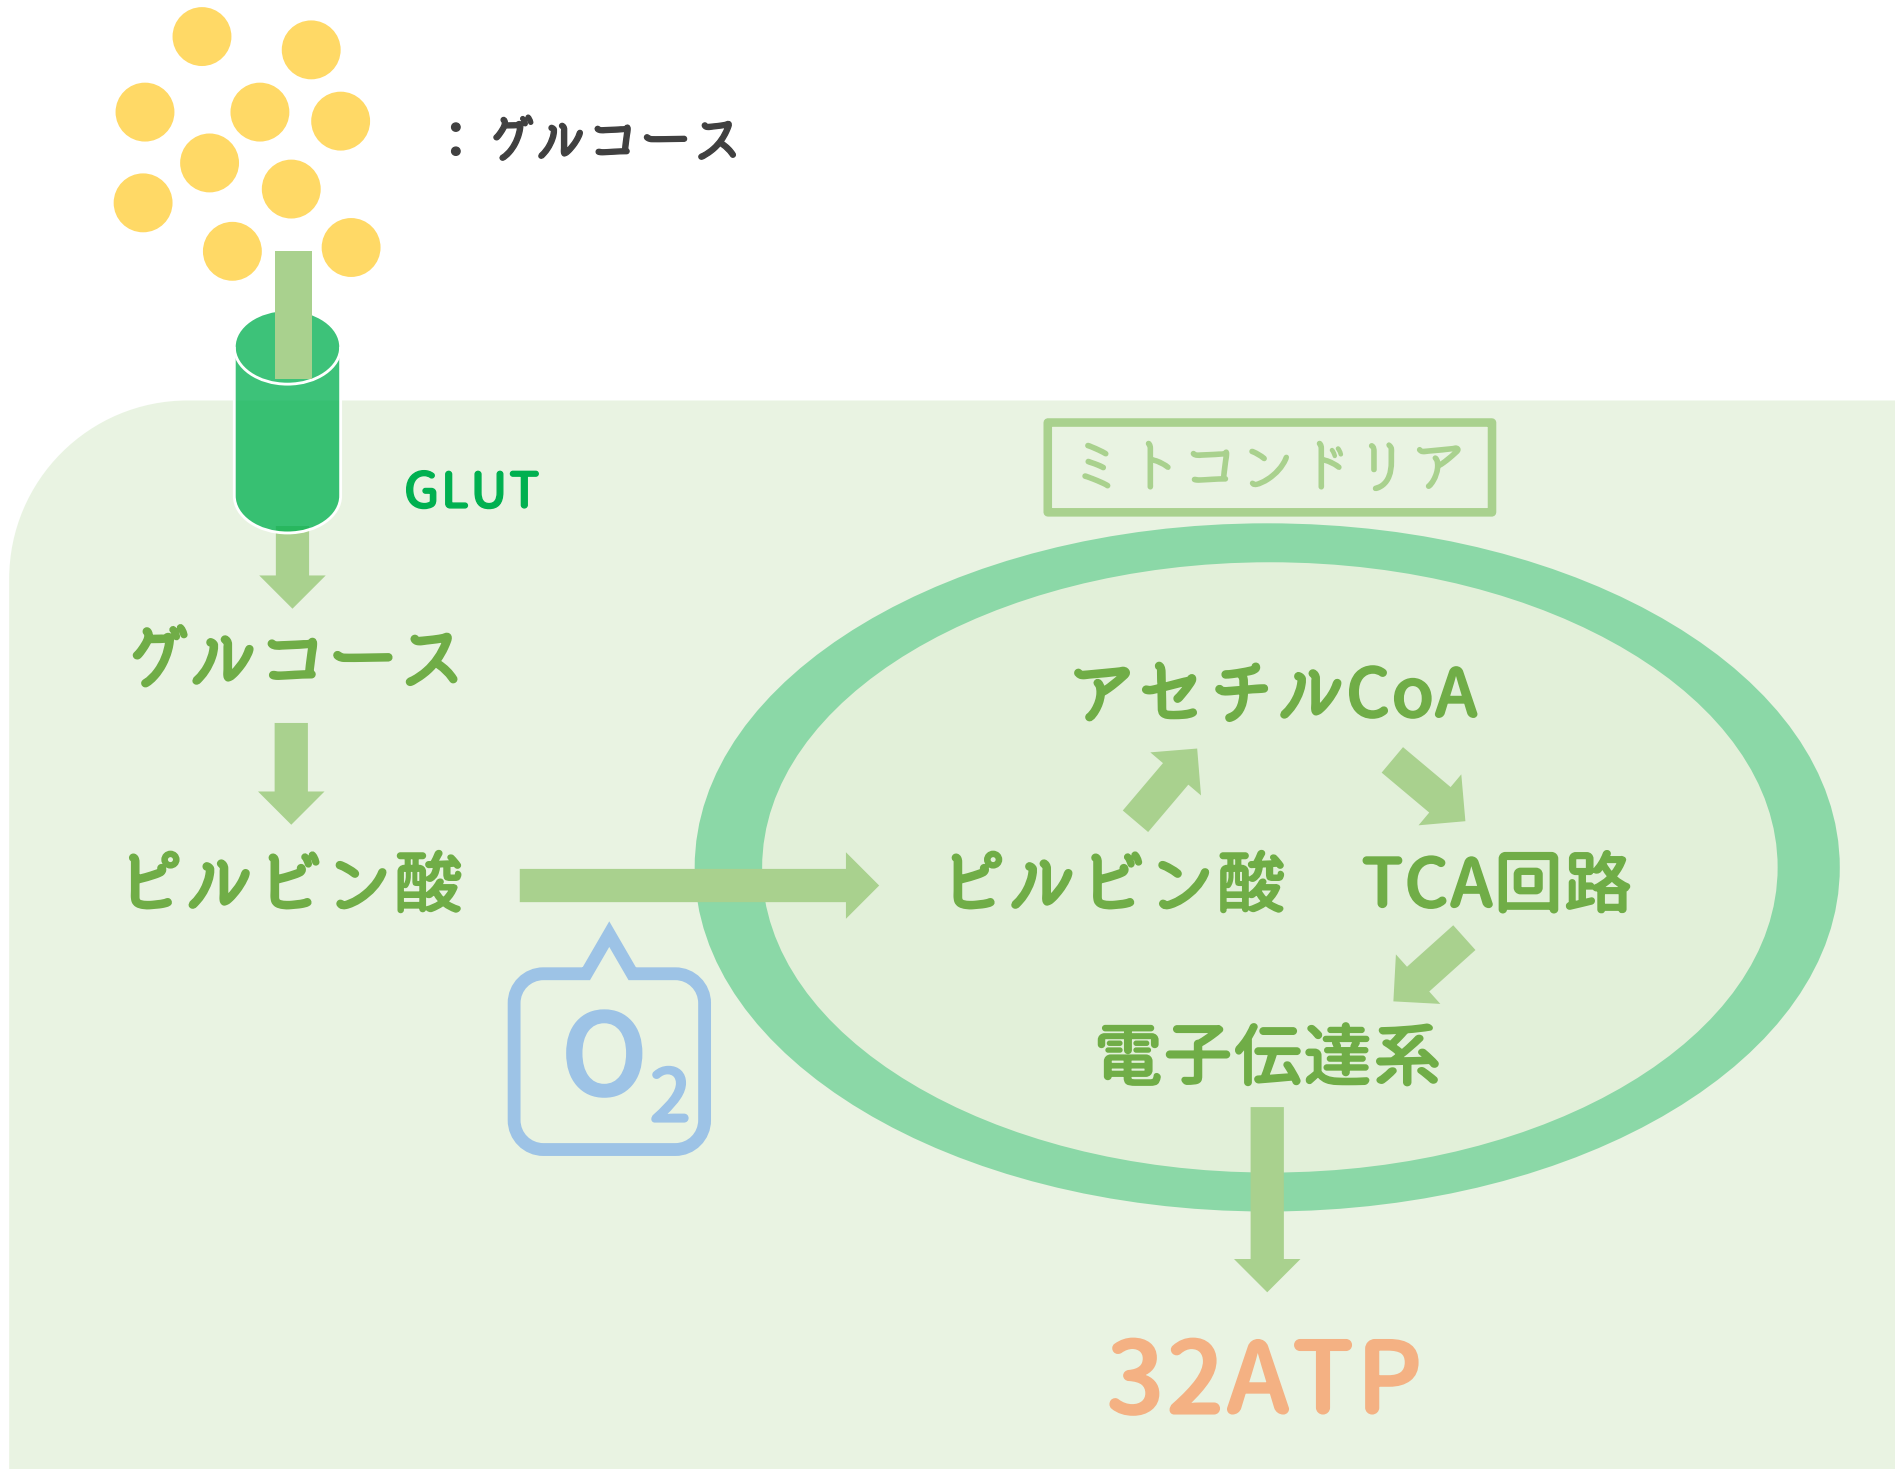 ：グルコース
GLUT
ミトコンドリア
グルコース
アセチルCoA
ピルビン酸
ピルビン酸
TCA回路
O₂
電子伝達系
32ATP